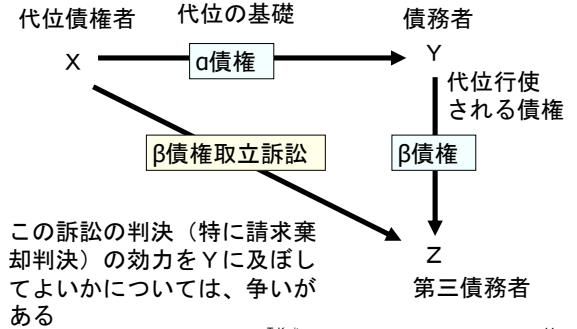 代位債権者
代位の基礎
債務者
X
α債権
Y
代位行使
される債権
β債権取立訴訟
β債権
この訴訟の判決（特に請求棄
却判決）の効力をＹに及ぼし
てよいかについては、争いが
ある
Z
第三債務者